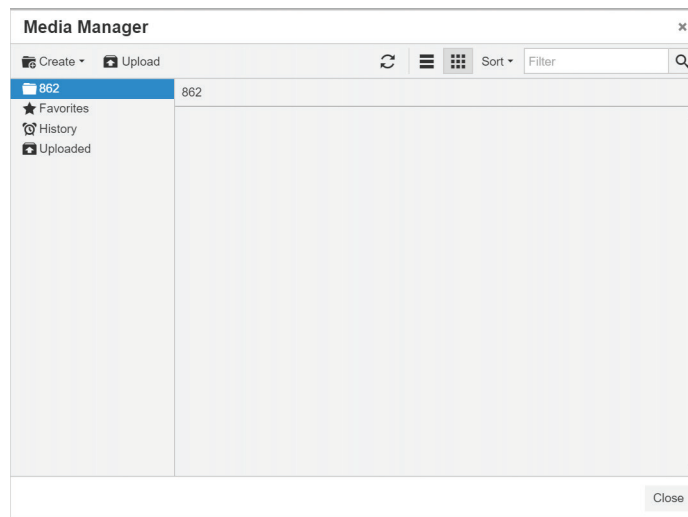 Media Manager
×
Create Upload Sort Filter
862
Favorites
History
Uploaded
862
Close